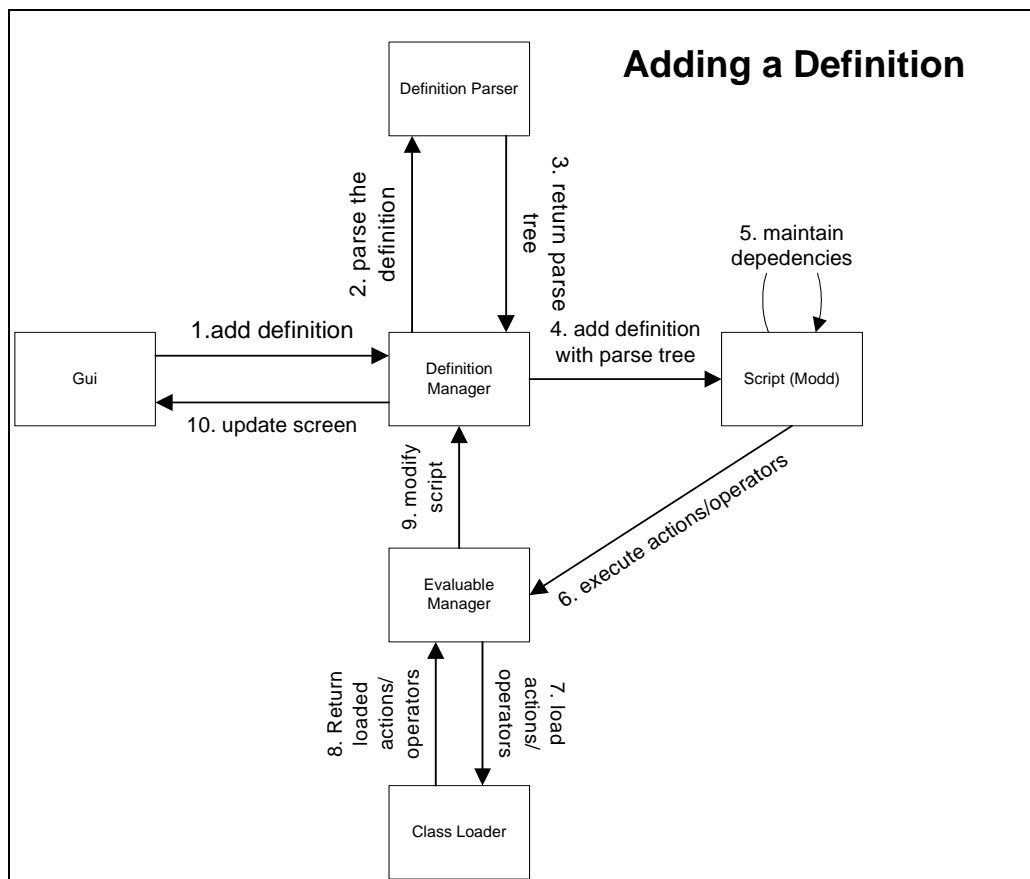 Adding a Definition
Definition Parser
2. parse the
definition
3. return parse
tree
5. maintain
depedencies
1.add definition
4. add definition
with parse tree
Gui
Definition
Manager
Script (Modd)
10. update screen
9. modify
script
6. execute actions/operators
Evaluable
Manager
8. Return
loaded
actions/
operators
7. load
actions/
operators
Class Loader